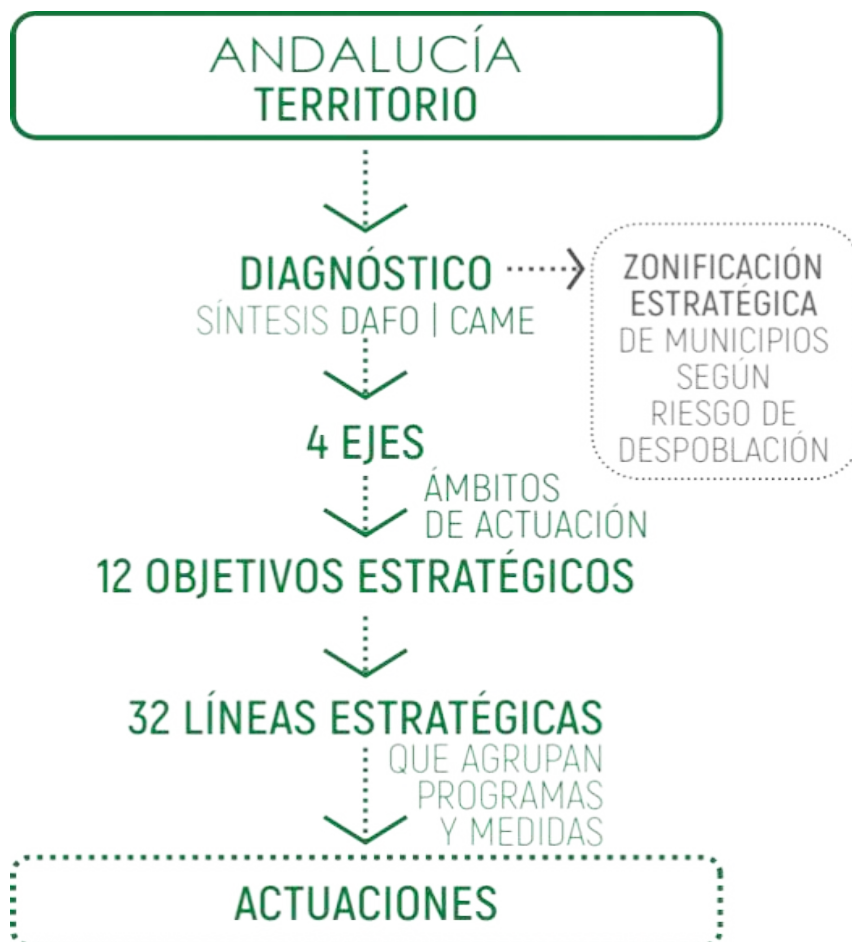 ANDALUCÍA
TERRITORIO
DIAGNÓSTICO
SÍNTESIS DAFO | CAME
ZONIFICACIÓN
ESTRATÉGICA
DE MUNICIPIOS
SEGÚN
RIESGO DE
DESPOBLACIÓN
4 EJES
ÁMBITOS
DE ACTUACIÓN
12 OBJETIVOS ESTRATÉGICOS
32 LÍNEAS ESTRATÉGICAS
QUE AGRUPAN
PROGRAMAS
Y MEDIDAS
ACTUACIONES